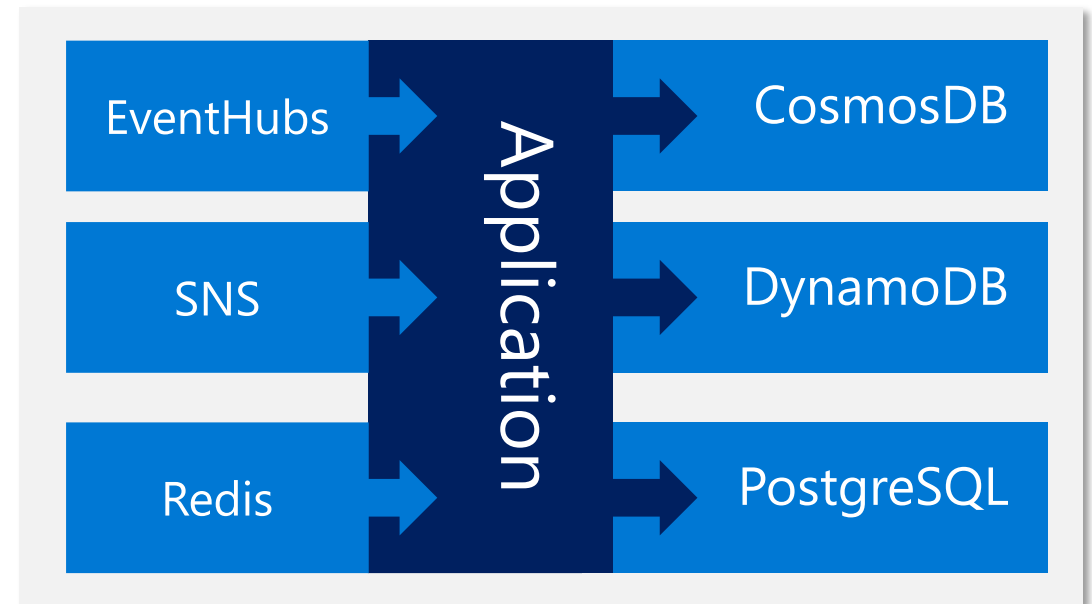 EventHubs
SNS
Redis
Application
CosmosDB
DynamoDB
PostgreSQL